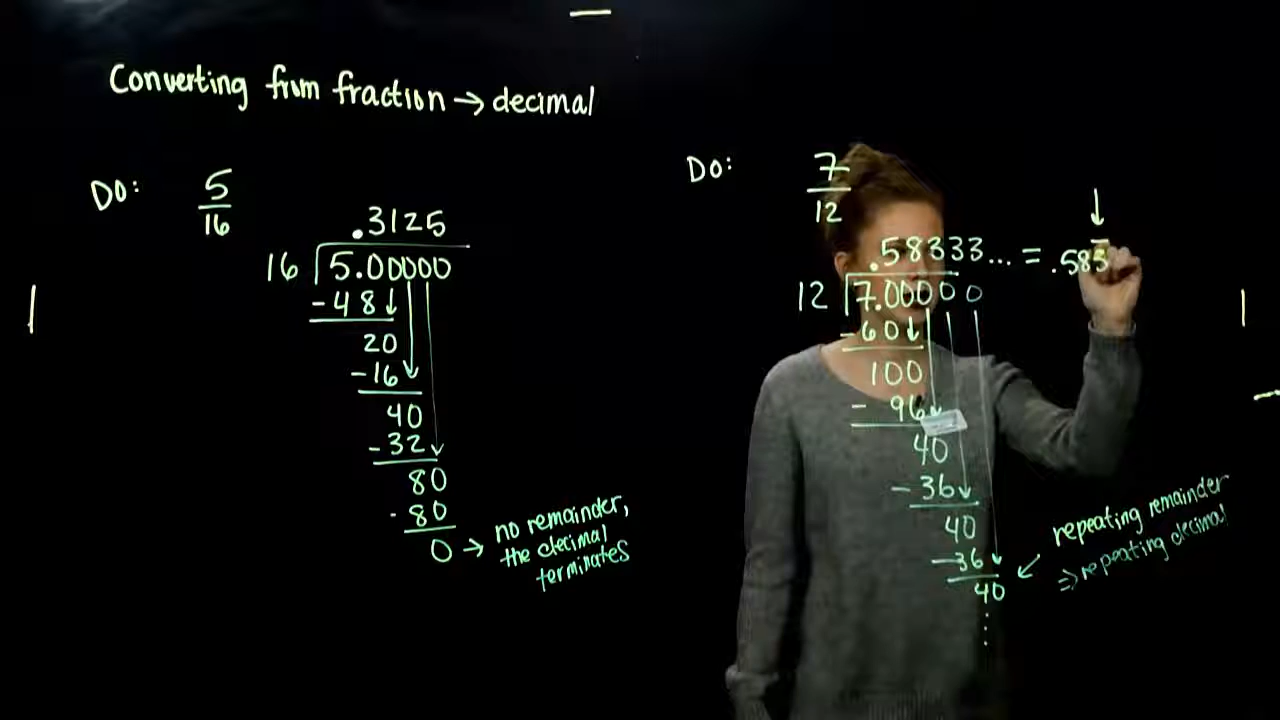 Converting from fraction → decimal
DO: 5/16
.3125
16 5.00000
-48
20
-16
40
-32
80
-80
0 → no remainder,
the decimal
terminates
DO: 7/12
.58333... = .583̅
12 7.00000
-60
100
- 96
40
-36
40
-36
40
⋮
repeating remainder
⇒ repeating decimal